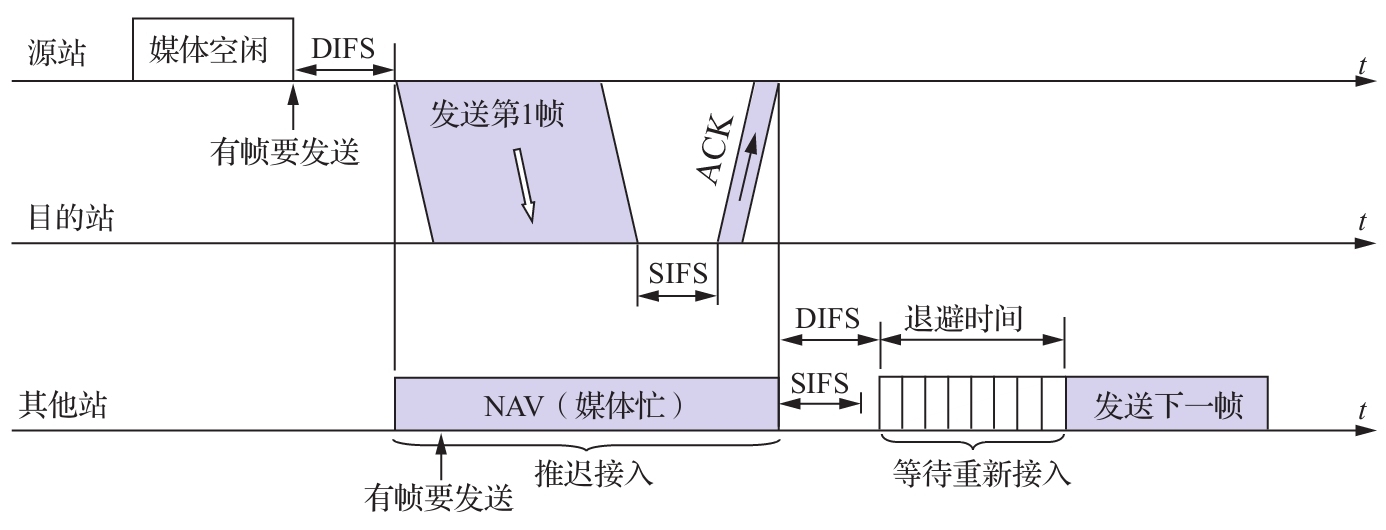 源站
媒体空闲
DIFS
t
有帧要发送
发送第1帧
ACK
目的站
t
SIFS
DIFS
退避时间
其他站
NAV（媒体忙）
SIFS
发送下一帧
t
有帧要发送
推迟接入
等待重新接入